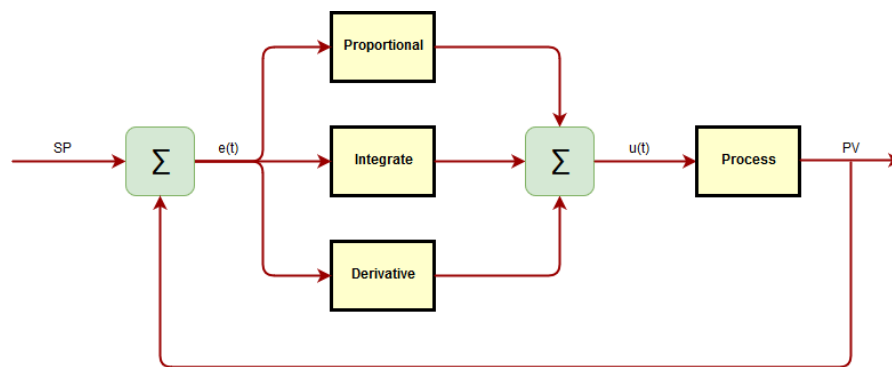 Proportional
SP
Σ
e(t)
Integrate
Σ
u(t)
Process
PV
Derivative